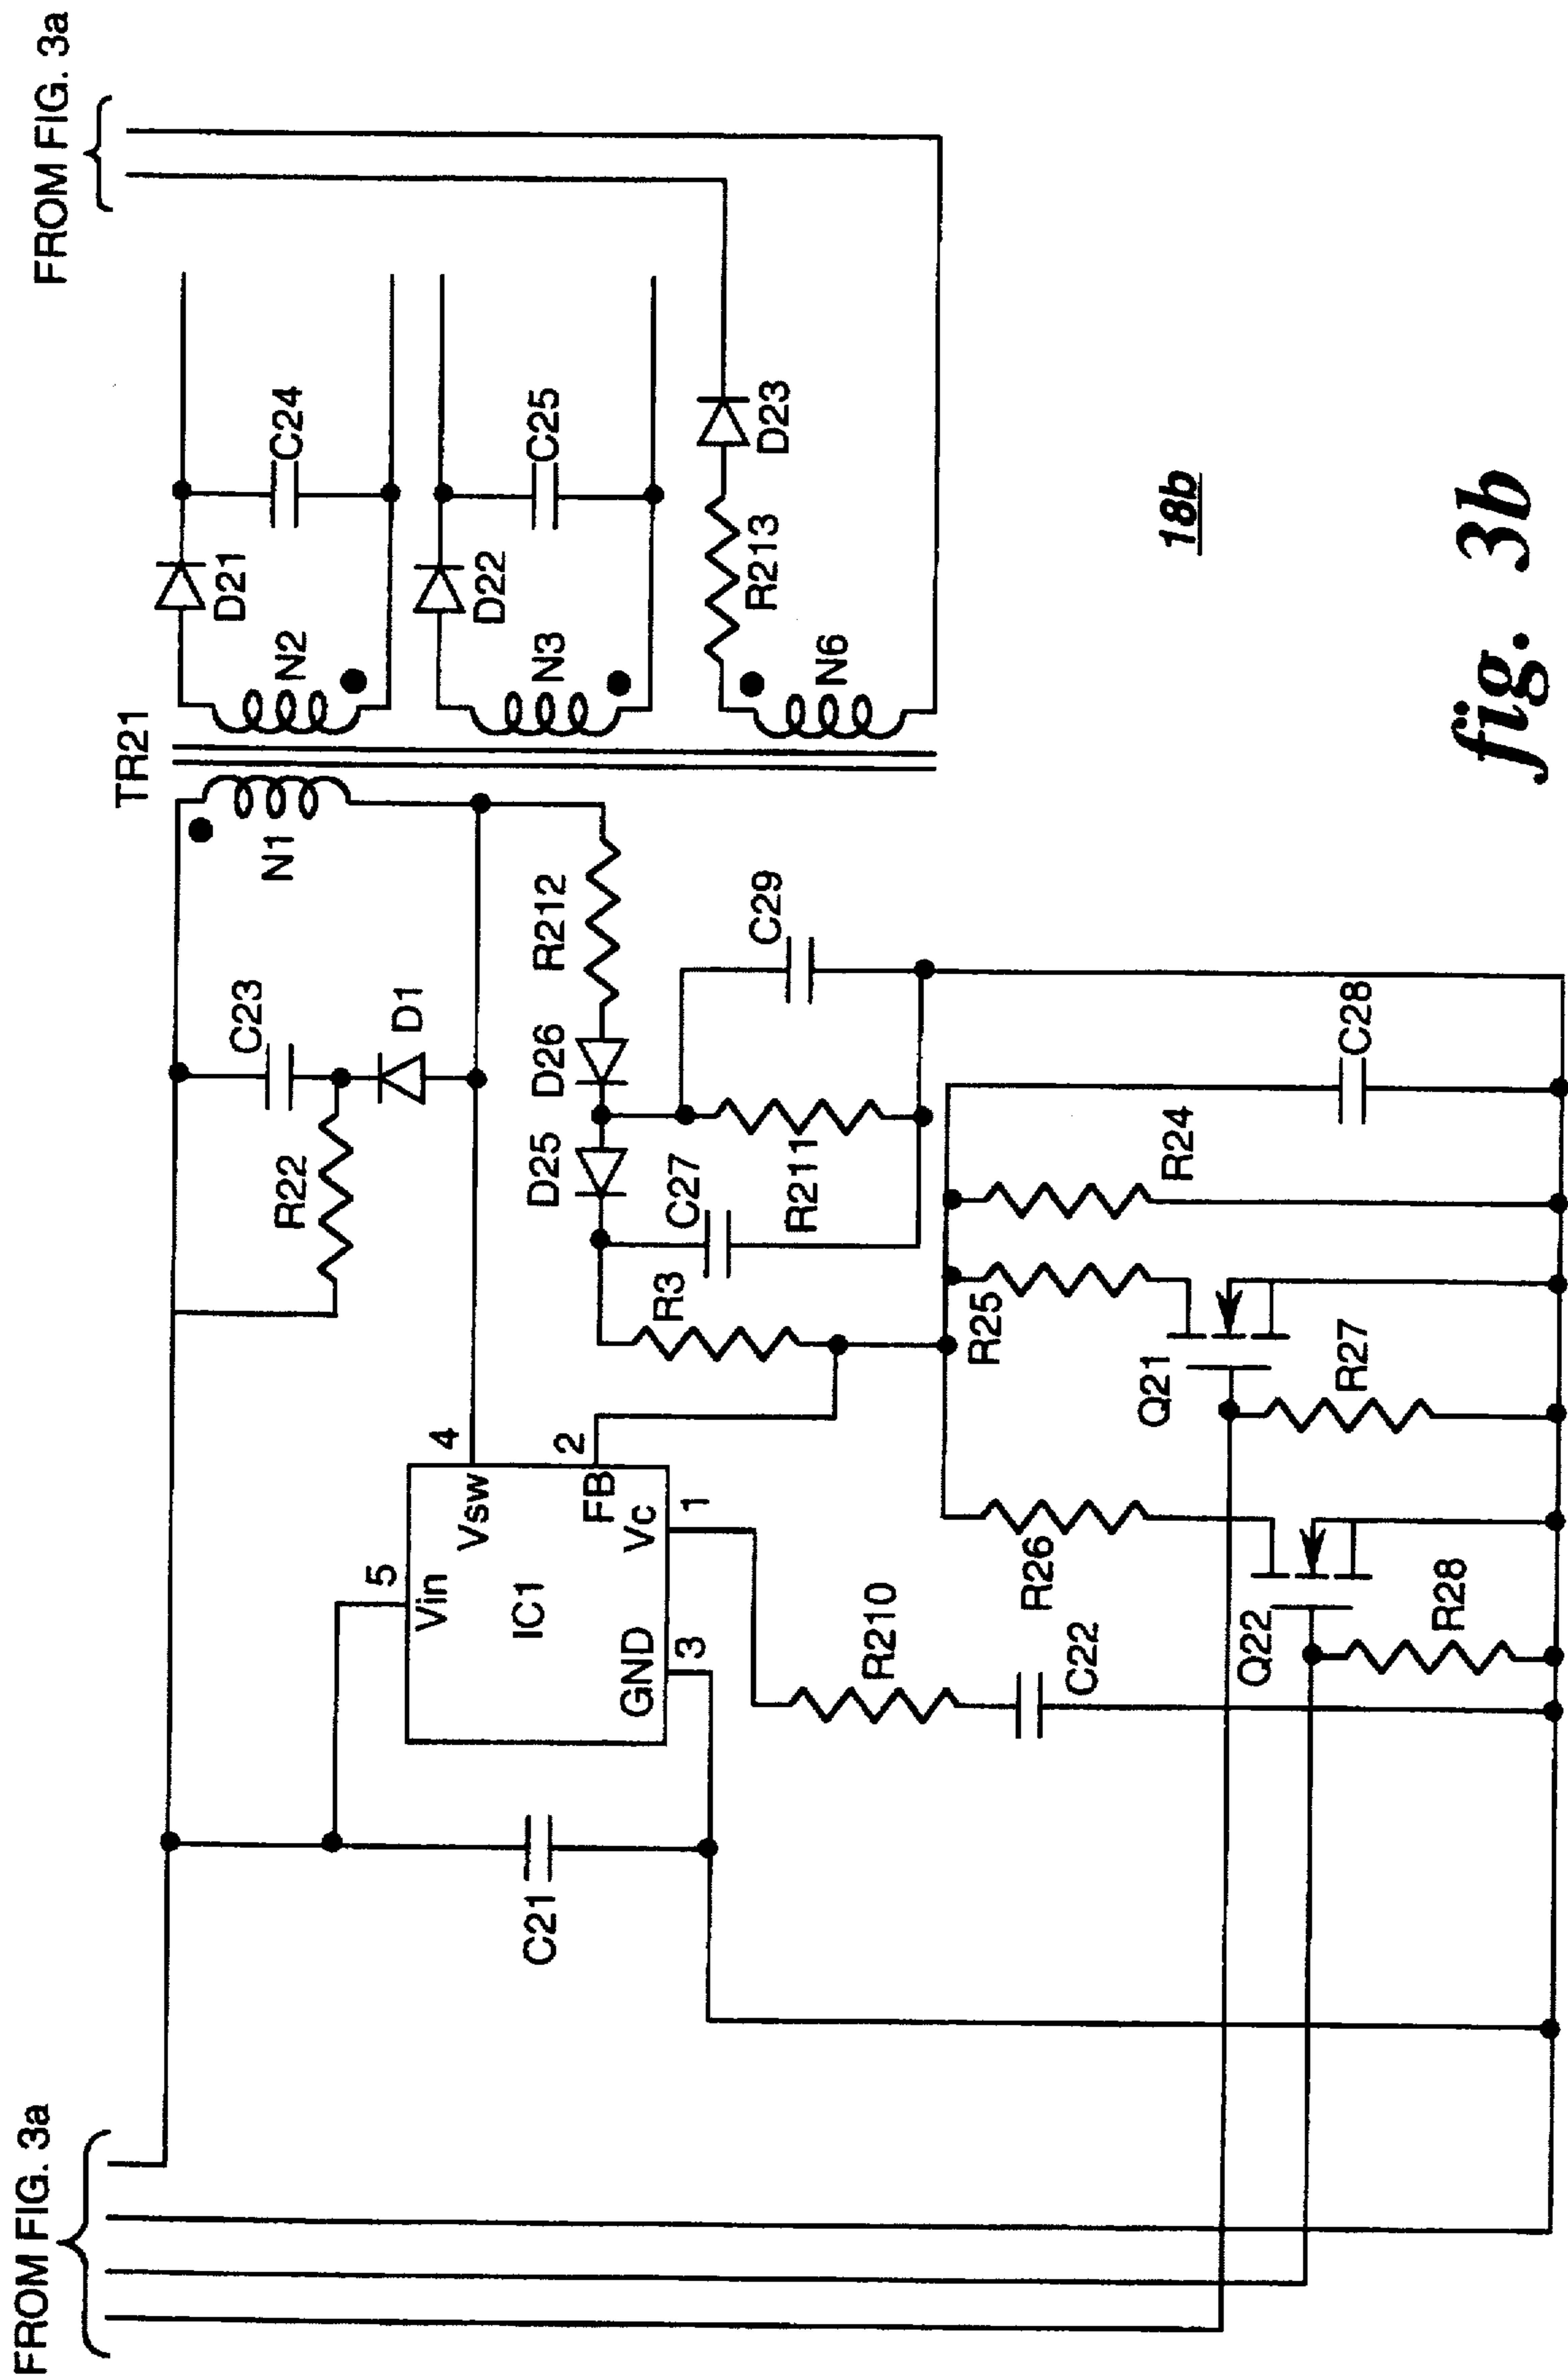 FROM FIG. 3a
FROM FIG. 3a
TR21
N1
N2
D21
C24
N3
D22
C25
N6
R213
D23
C23
D1
R22
R212
D26
D25
C29
C27
R211
R3
5
Vin
Vsw
4
IC1
FB
2
GND
Vc
3
1
C21
R210
C22
R26
R25
R24
C28
Q21
R27
Q22
R28
18b
fig. 3b